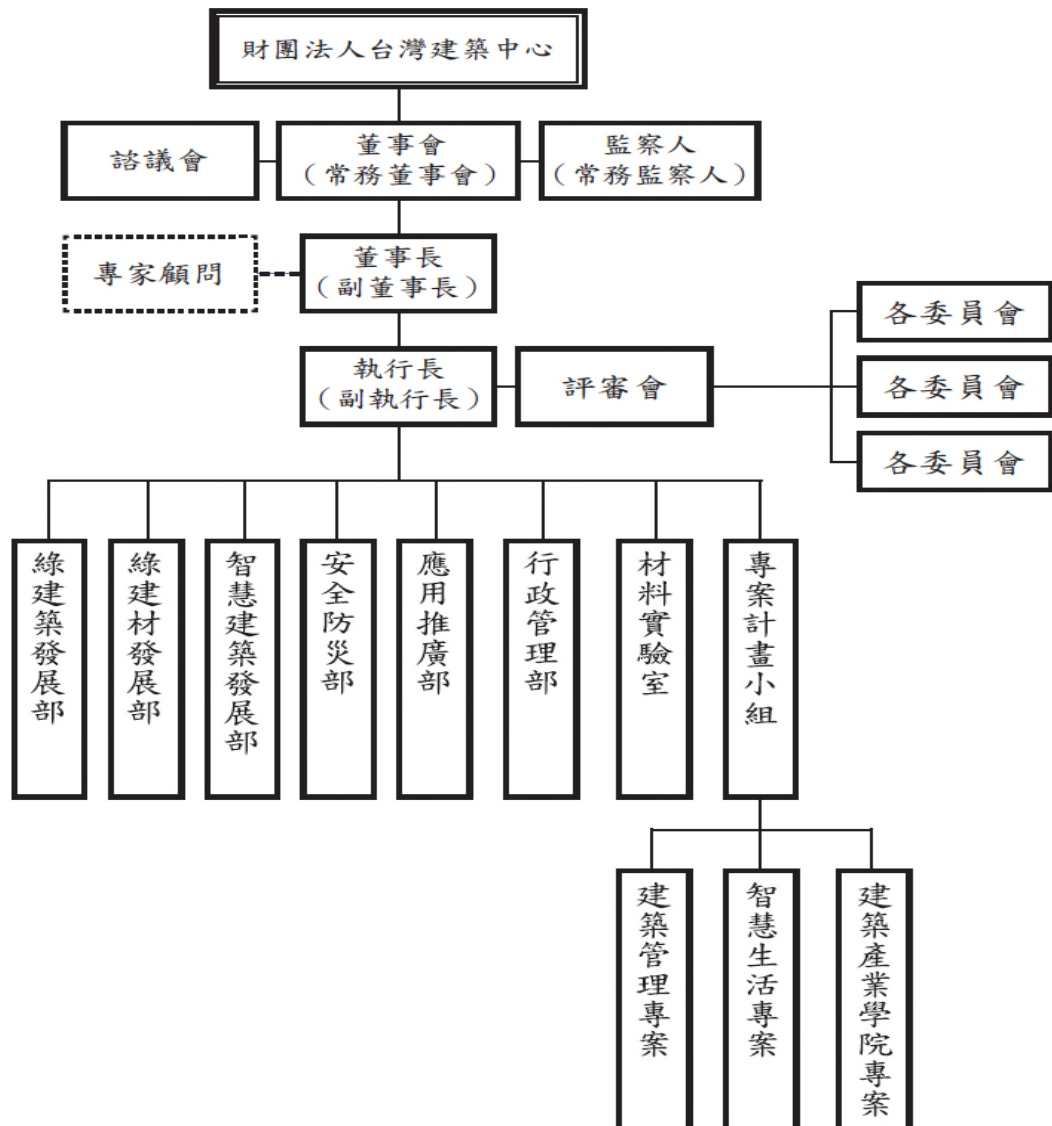 財團法人台灣建築中心
諮議會
董事會
（常務董事會）
監察人
（常務監察人）
專家顧問
董事長
（副董事長）
執行長
（副執行長）
評審會
各委員會
各委員會
各委員會
綠建築發展部
綠建材發展部
智慧建築發展部
安全防災部
應用推廣部
行政管理部
材料實驗室
專案計畫小組
建築管理專案
智慧生活專案
建築產業學院專案